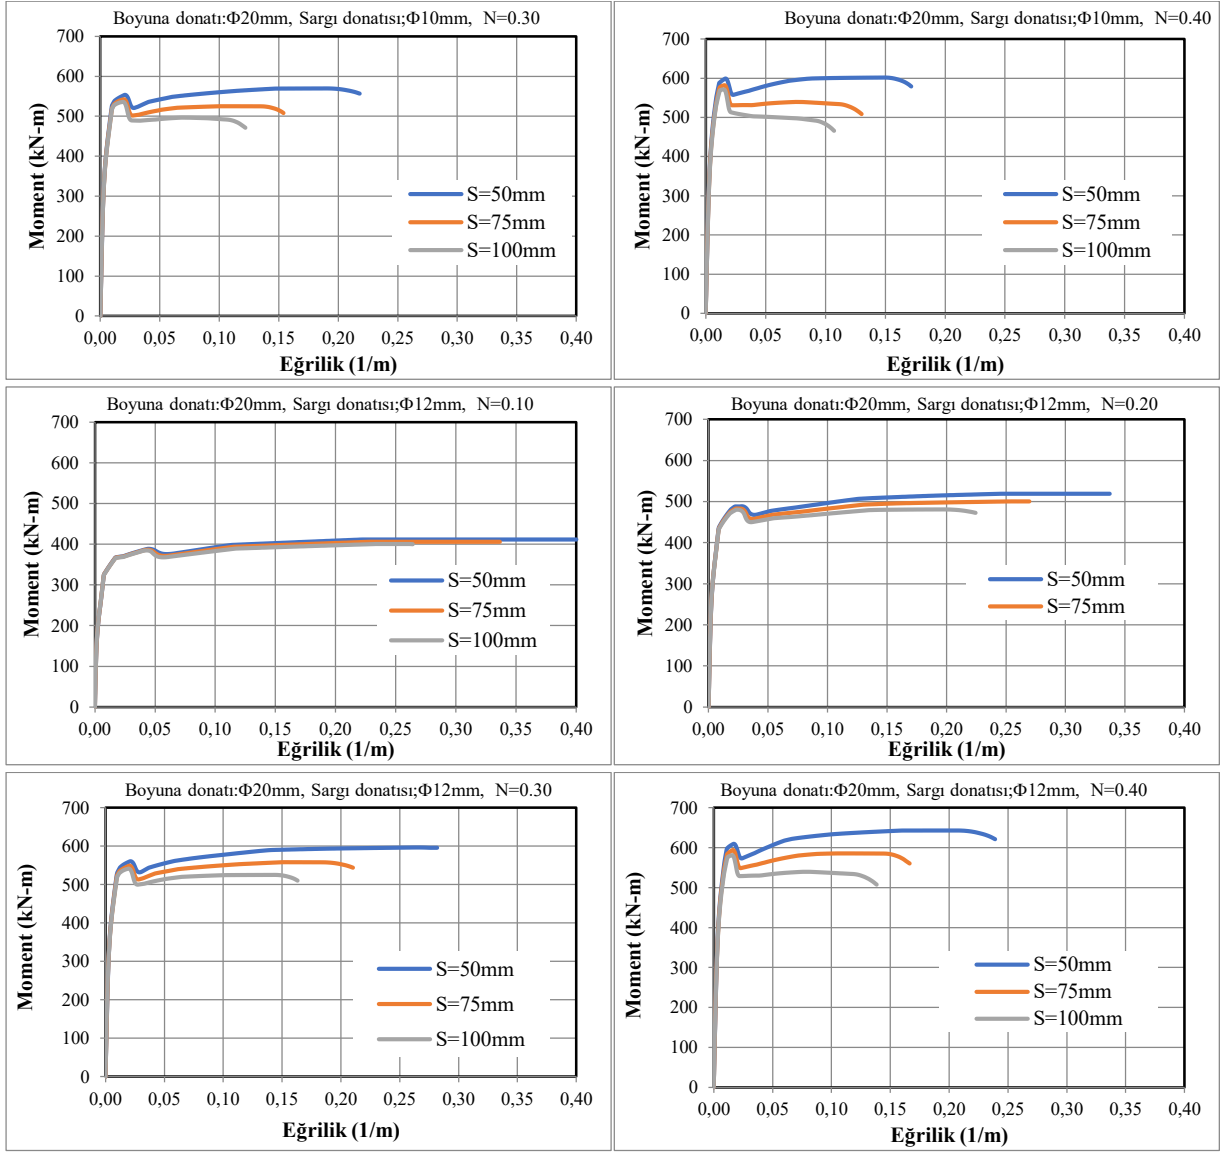 Boyuna donatı:Φ20mm, Sargı donatısı;Φ10mm, N=0.30
700
600
500
400
300
200
100
0
Moment (kN-m)
S=50mm
S=75mm
S=100mm
0,00 0,05 0,10 0,15 0,20 0,25 0,30 0,35 0,40
Eğrilik (1/m)
Boyuna donatı:Φ20mm, Sargı donatısı;Φ10mm, N=0.40
700
600
500
400
300
200
100
0
Moment (kN-m)
S=50mm
S=75mm
S=100mm
0,00 0,05 0,10 0,15 0,20 0,25 0,30 0,35 0,40
Eğrilik (1/m)
Boyuna donatı:Φ20mm, Sargı donatısı;Φ12mm, N=0.10
700
600
500
400
300
200
100
0
Moment (kN-m)
S=50mm
S=75mm
S=100mm
0,00 0,05 0,10 0,15 0,20 0,25 0,30 0,35 0,40
Eğrilik (1/m)
Boyuna donatı:Φ20mm, Sargı donatısı;Φ12mm, N=0.20
700
600
500
400
300
200
100
0
Moment (kN-m)
S=50mm
S=75mm
0,00 0,05 0,10 0,15 0,20 0,25 0,30 0,35 0,40
Eğrilik (1/m)
Boyuna donatı:Φ20mm, Sargı donatısı;Φ12mm, N=0.30
700
600
500
400
300
200
100
0
Moment (kN-m)
S=50mm
S=75mm
S=100mm
0,00 0,05 0,10 0,15 0,20 0,25 0,30 0,35 0,40
Eğrilik (1/m)
Boyuna donatı:Φ20mm, Sargı donatısı;Φ12mm, N=0.40
700
600
500
400
300
200
100
0
Moment (kN-m)
S=50mm
S=75mm
S=100mm
0,00 0,05 0,10 0,15 0,20 0,25 0,30 0,35 0,40
Eğrilik (1/m)